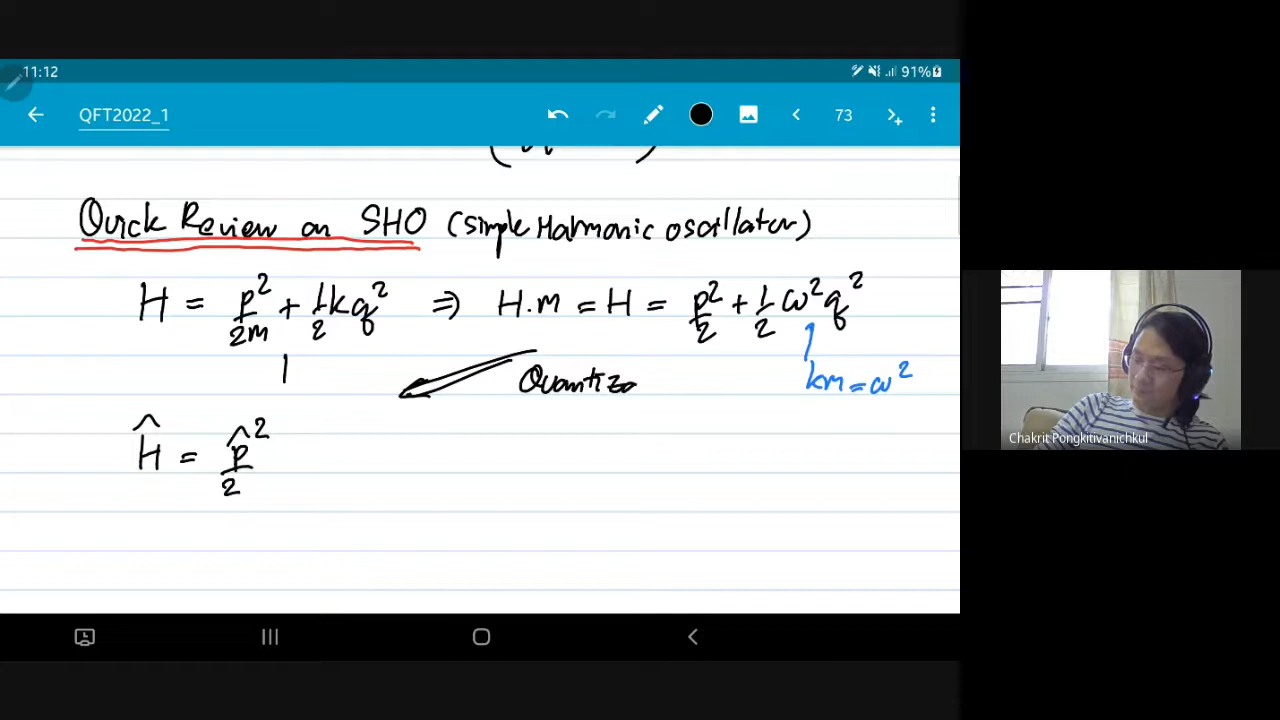 11:12 91%
QFT2022_1 73
Quick Review on SHO (simple Harmonic oscillator)
H = p²/2m + 1/2 kq² ⇒ H.m = H = p²/2 + 1/2 ω²q²
Quantize km = ω²
Ĥ = p̂²/2
Chakrit Pongkitivanichkul